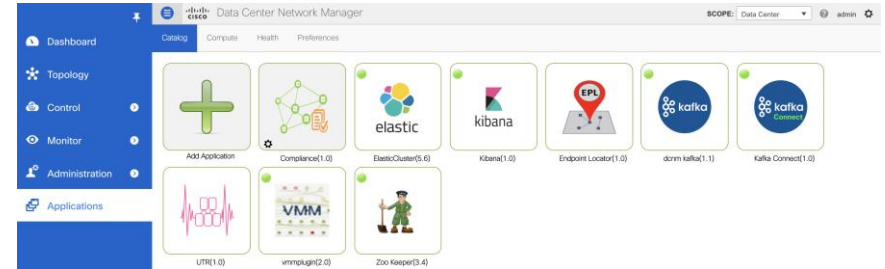 cisco Data Center Network Manager SCOPE: Data Center admin
Dashboard
Topology
Control
Monitor
Administration
Applications
Catalog Compute Health Preferences
Add Application
Compliance(1.0)
elastic
ElasticCluster(5.6)
kibana
Kibana(1.0)
EPL
Endpoint Locator(1.0)
kafka
dcnm kafka(1.1)
kafka
Connect
Kafka Connect(1.0)
UTR(1.0)
VMM
vmmplugin(2.0)
Zoo Keeper(3.4)